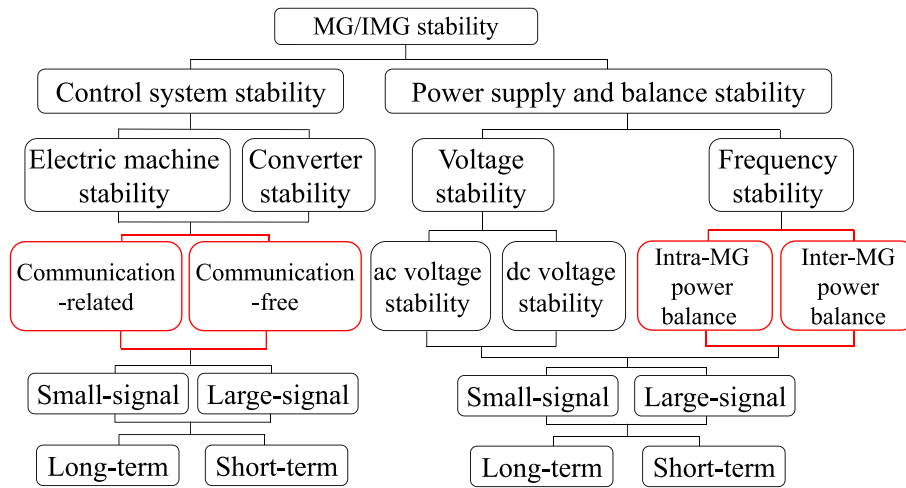 MG/IMG stability
Control system stability
Power supply and balance stability
Electric machine
stability
Converter
stability
Voltage
stability
Frequency
stability
Communication
-related
Communication
-free
ac voltage
stability
dc voltage
stability
Intra-MG
power
balance
Inter-MG
power
balance
Small-signal
Large-signal
Small-signal
Large-signal
Long-term
Short-term
Long-term
Short-term